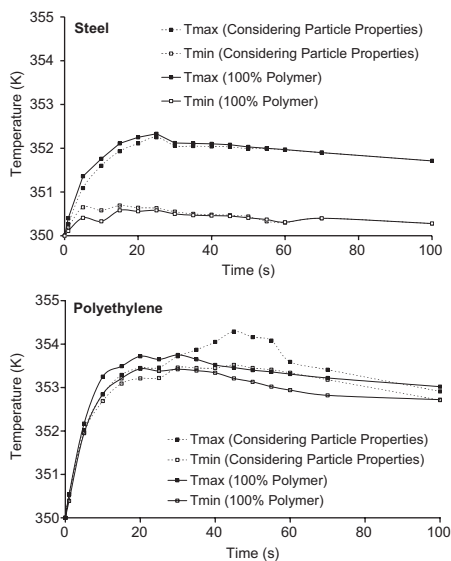 Steel
Tmax (Considering Particle Properties)
Tmin (Considering Particle Properties)
Tmax (100% Polymer)
Tmin (100% Polymer)
Temperature (K)
355
354
353
352
351
350
0 20 40 60 80 100
Time (s)
Polyethylene
Tmax (Considering Particle Properties)
Tmin (Considering Particle Properties)
Tmax (100% Polymer)
Tmin (100% Polymer)
Temperature (K)
355
354
353
352
351
350
0 20 40 60 80 100
Time (s)